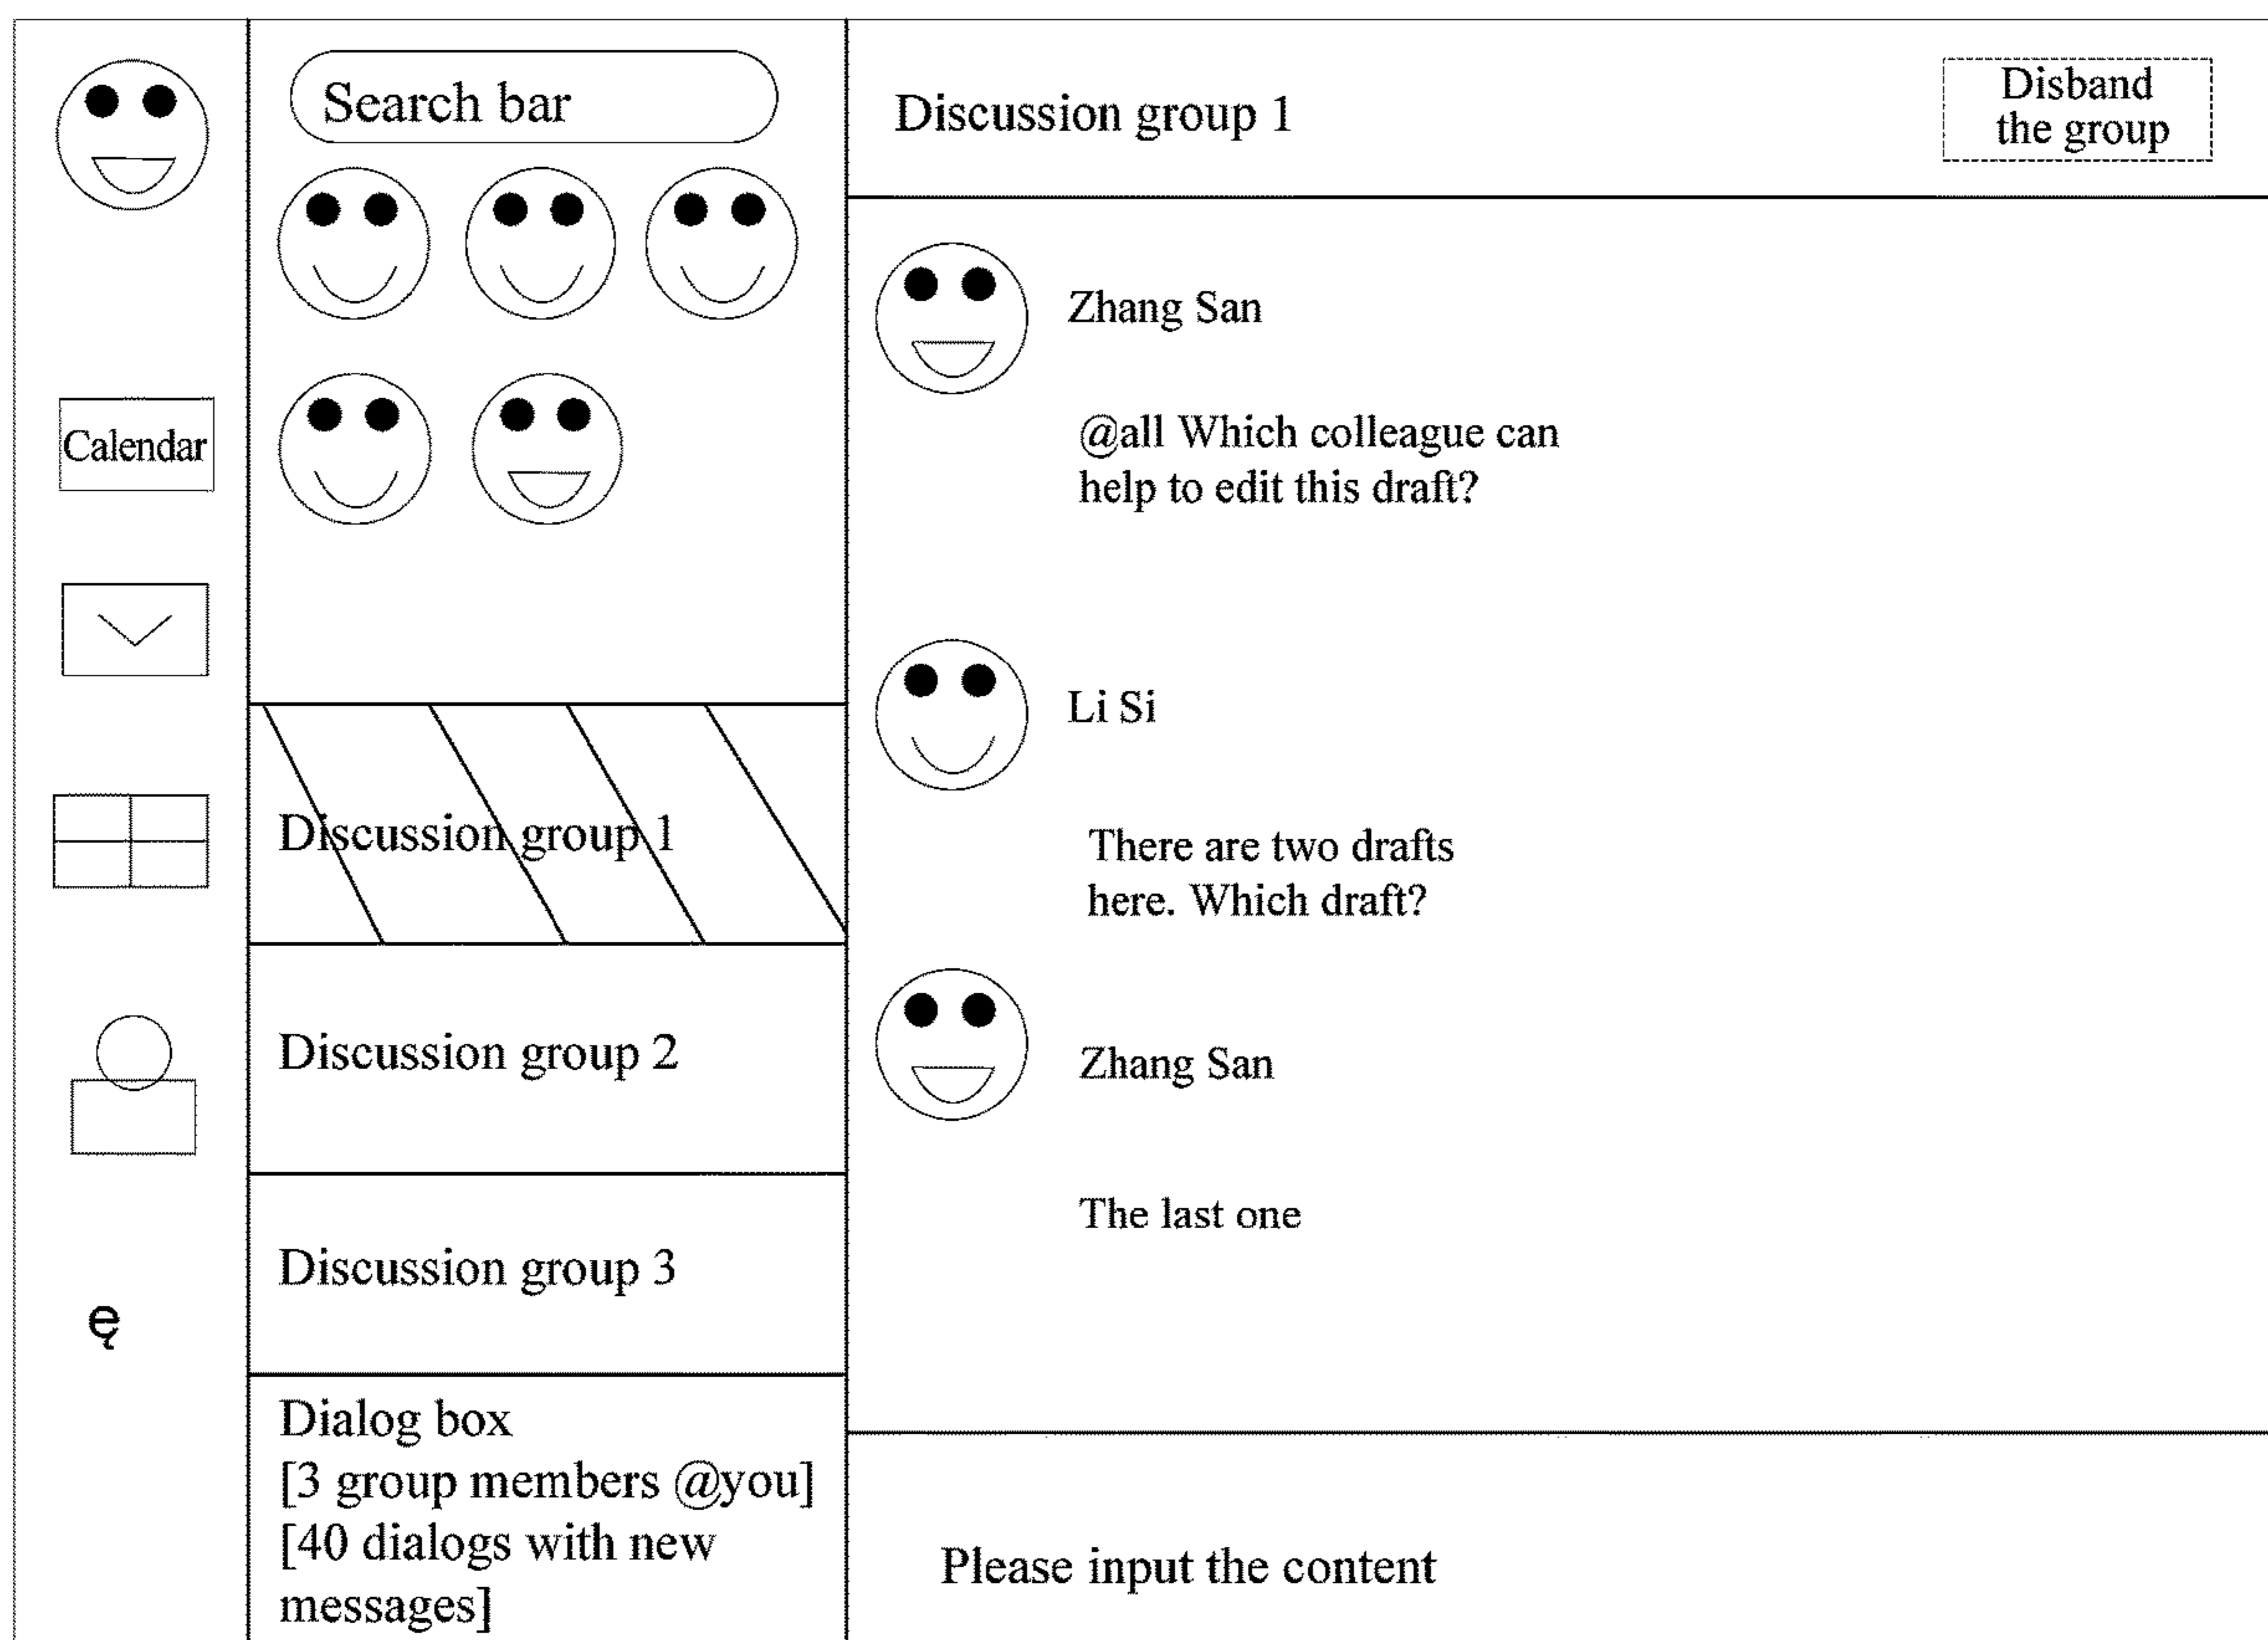 Search bar
Calendar
ę
Discussion group 1
Discussion group 2
Discussion group 3
Dialog box
[3 group members @you]
[40 dialogs with new
messages]
Discussion group 1
Disband
the group
Zhang San
@all Which colleague can
help to edit this draft?
Li Si
There are two drafts
here. Which draft?
Zhang San
The last one
Please input the content